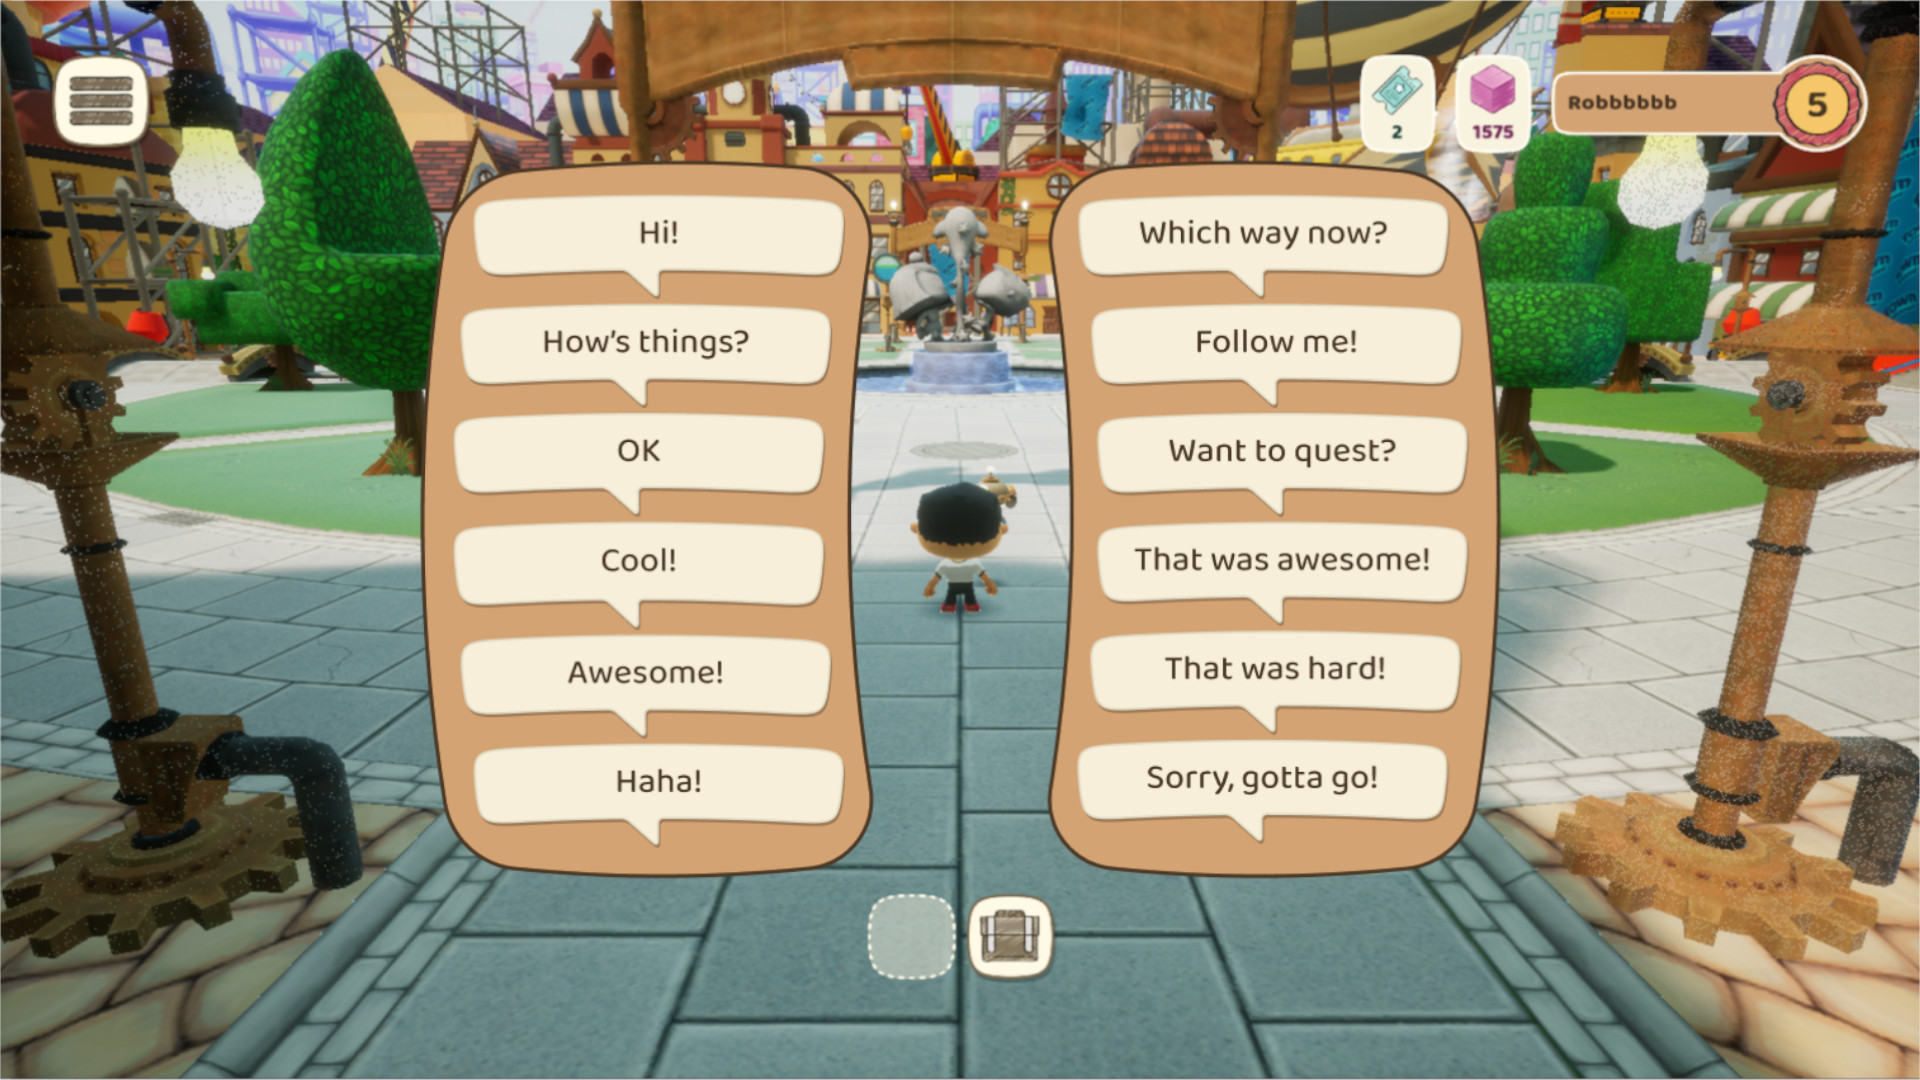 2
1575
Robbbbbb
5
Hi!
How's things?
OK
Cool!
Awesome!
Haha!
Which way now?
Follow me!
Want to quest?
That was awesome!
That was hard!
Sorry, gotta go!